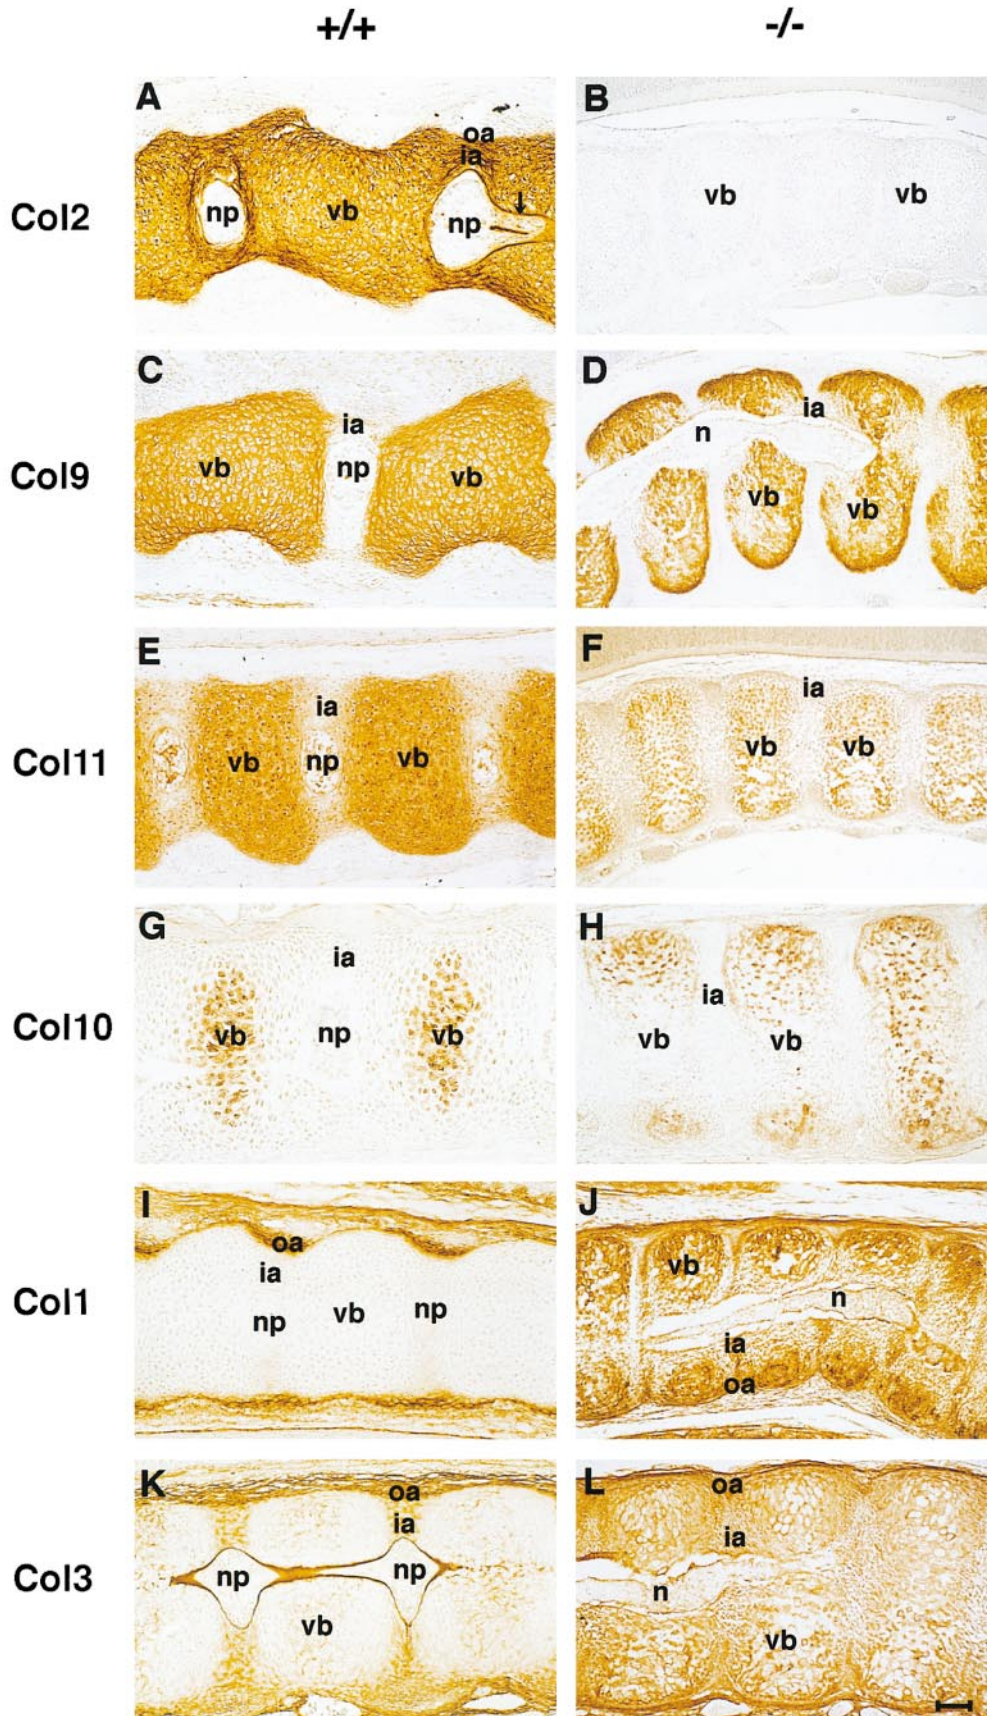 +/+ -/-
A B
oa
ia
Col2 np vb np vb vb
C D
ia ia
n
Col9 vb np vb vb vb
E F
ia ia
Col11 vb np vb vb vb
G H
ia ia
Col10 vb np vb vb vb
I J
oa vb
ia n
Col1 np vb np ia
oa
K L
oa oa
ia ia
Col3 np np n
vb vb